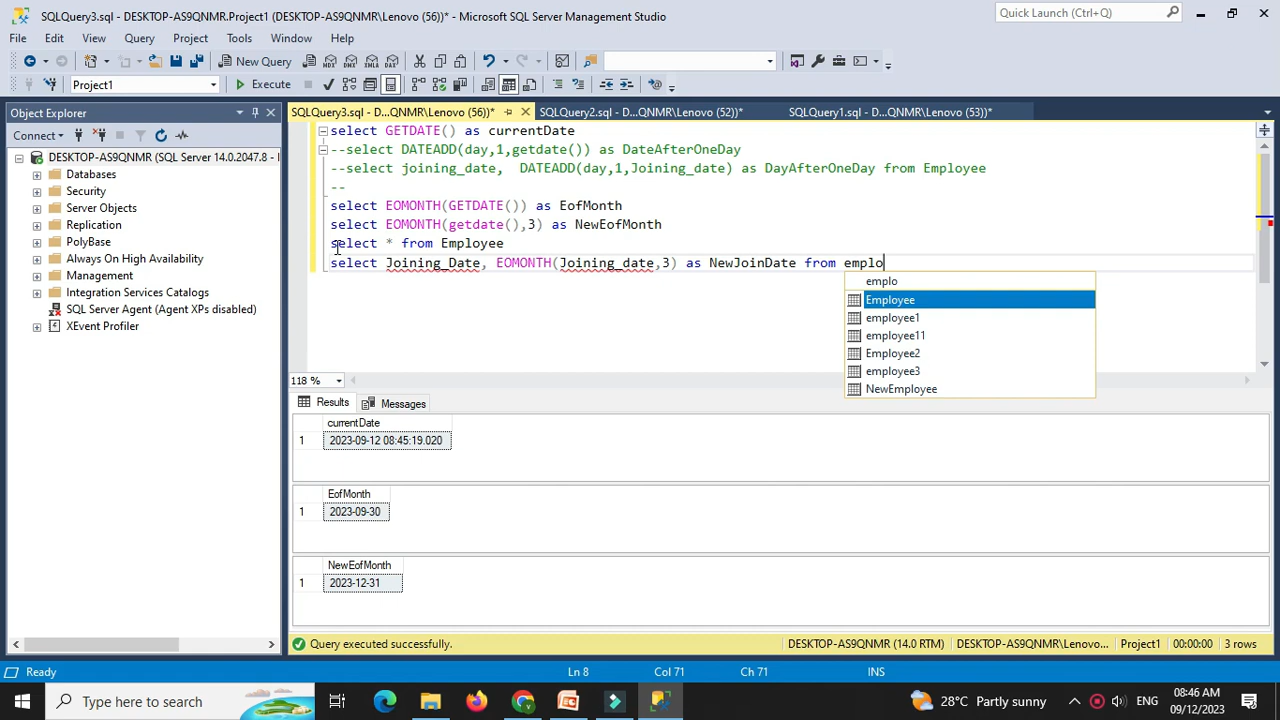 SQLQuery3.sql - DESKTOP-AS9QNMR.Project1 (DESKTOP-AS9QNMR\Lenovo (56))* - Microsoft SQL Server Management Studio
Quick Launch (Ctrl+Q)
File Edit View Query Project Tools Window Help
New Query
MDX DMX XMLA DAX
Project1
Execute
Object Explorer
SQLQuery3.sql - D...QNMR\Lenovo (56))* SQLQuery2.sql - D...QNMR\Lenovo (52))* SQLQuery1.sql - D...QNMR\Lenovo (53))*
Connect
DESKTOP-AS9QNMR (SQL Server 14.0.2047.8 -
Databases
Security
Server Objects
Replication
PolyBase
Always On High Availability
Management
Integration Services Catalogs
SQL Server Agent (Agent XPs disabled)
XEvent Profiler
select GETDATE() as currentDate
--select DATEADD(day,1,getdate()) as DateAfterOneDay
--select joining_date,  DATEADD(day,1,Joining_date) as DayAfterOneDay from Employee
--
select EOMONTH(GETDATE()) as EofMonth
select EOMONTH(getdate(),3) as NewEofMonth
select * from Employee
select Joining_Date, EOMONTH(Joining_date,3) as NewJoinDate from emplo
emplo
Employee
employee1
employee11
Employee2
employee3
NewEmployee
118 %
Results Messages
currentDate
1 2023-09-12 08:45:19.020
EofMonth
1 2023-09-30
NewEofMonth
1 2023-12-31
Query executed successfully. DESKTOP-AS9QNMR (14.0 RTM) DESKTOP-AS9QNMR\Lenovo... Project1 00:00:00 3 rows
Ready Ln 8 Col 71 Ch 71 INS
Type here to search
28°C Partly sunny
ENG
08:46 AM
09/12/2023